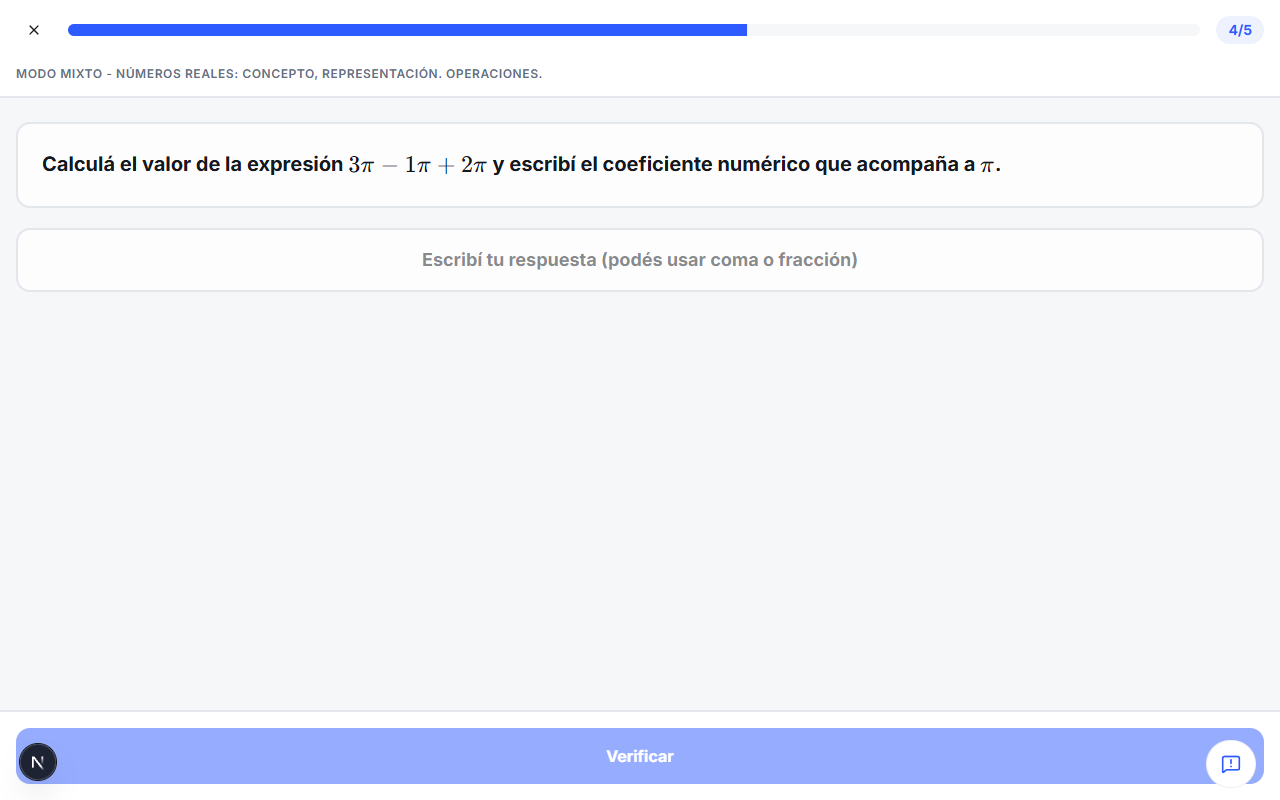 4/5
MODO MIXTO - NÚMEROS REALES: CONCEPTO, REPRESENTACIÓN. OPERACIONES.
Calculá el valor de la expresión 3π − 1π + 2π y escribí el coeficiente numérico que acompaña a π.
Escribí tu respuesta (podés usar coma o fracción)
Verificar
N